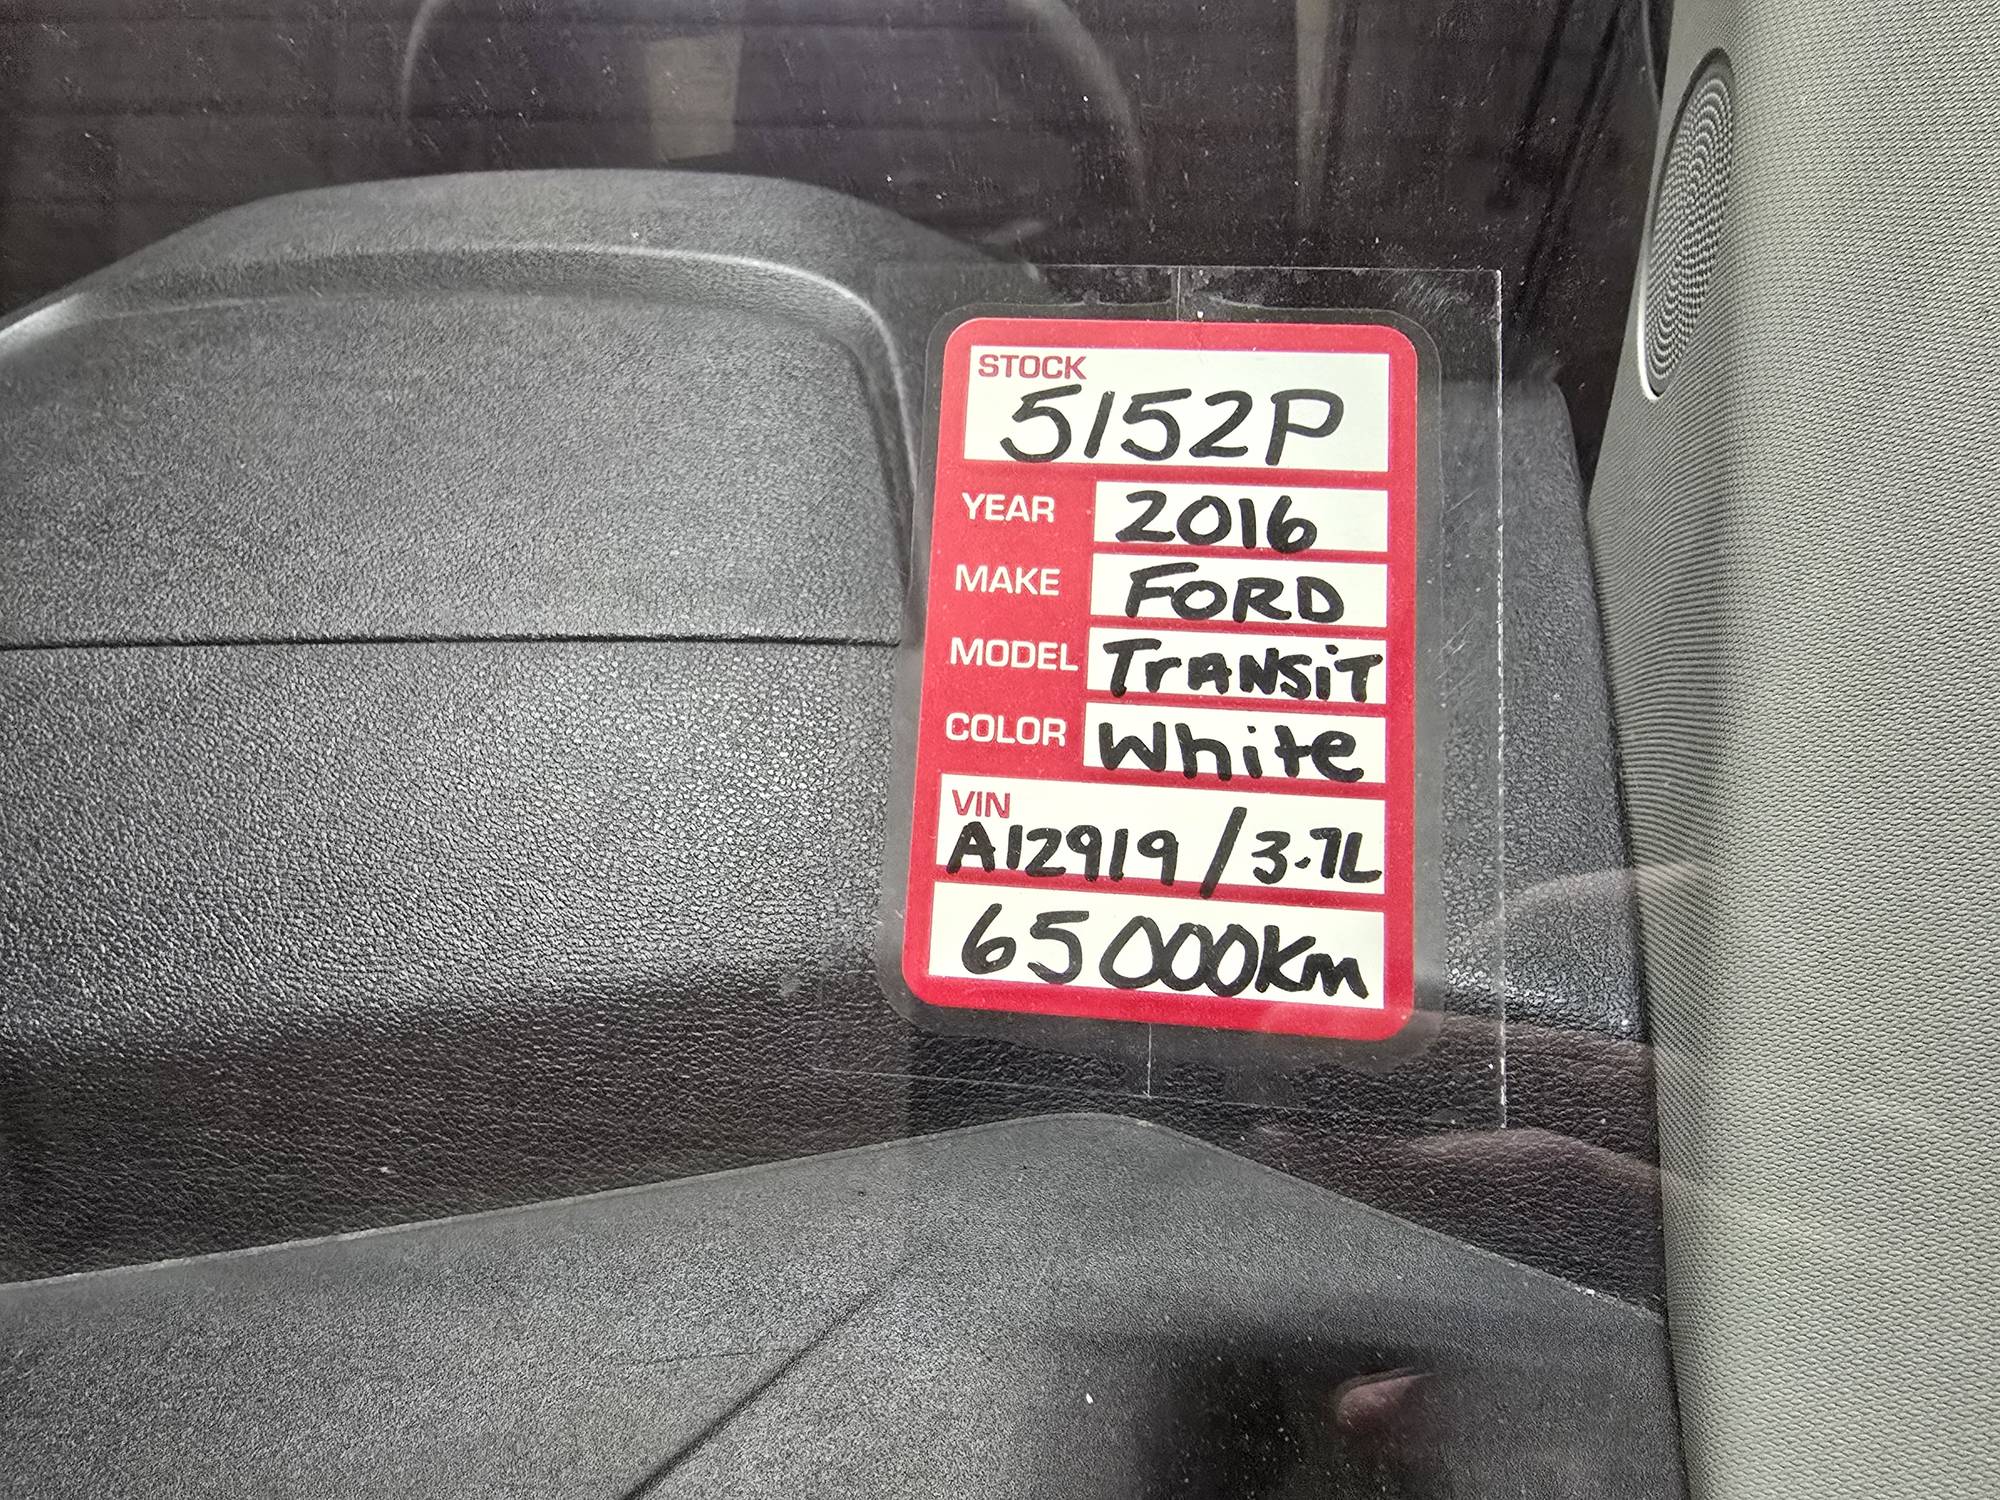 STOCK
5152P
YEAR 2016
MAKE FORD
MODEL TrANSiT
COLOR White
VIN
A12919 / 3.7L
65000Km